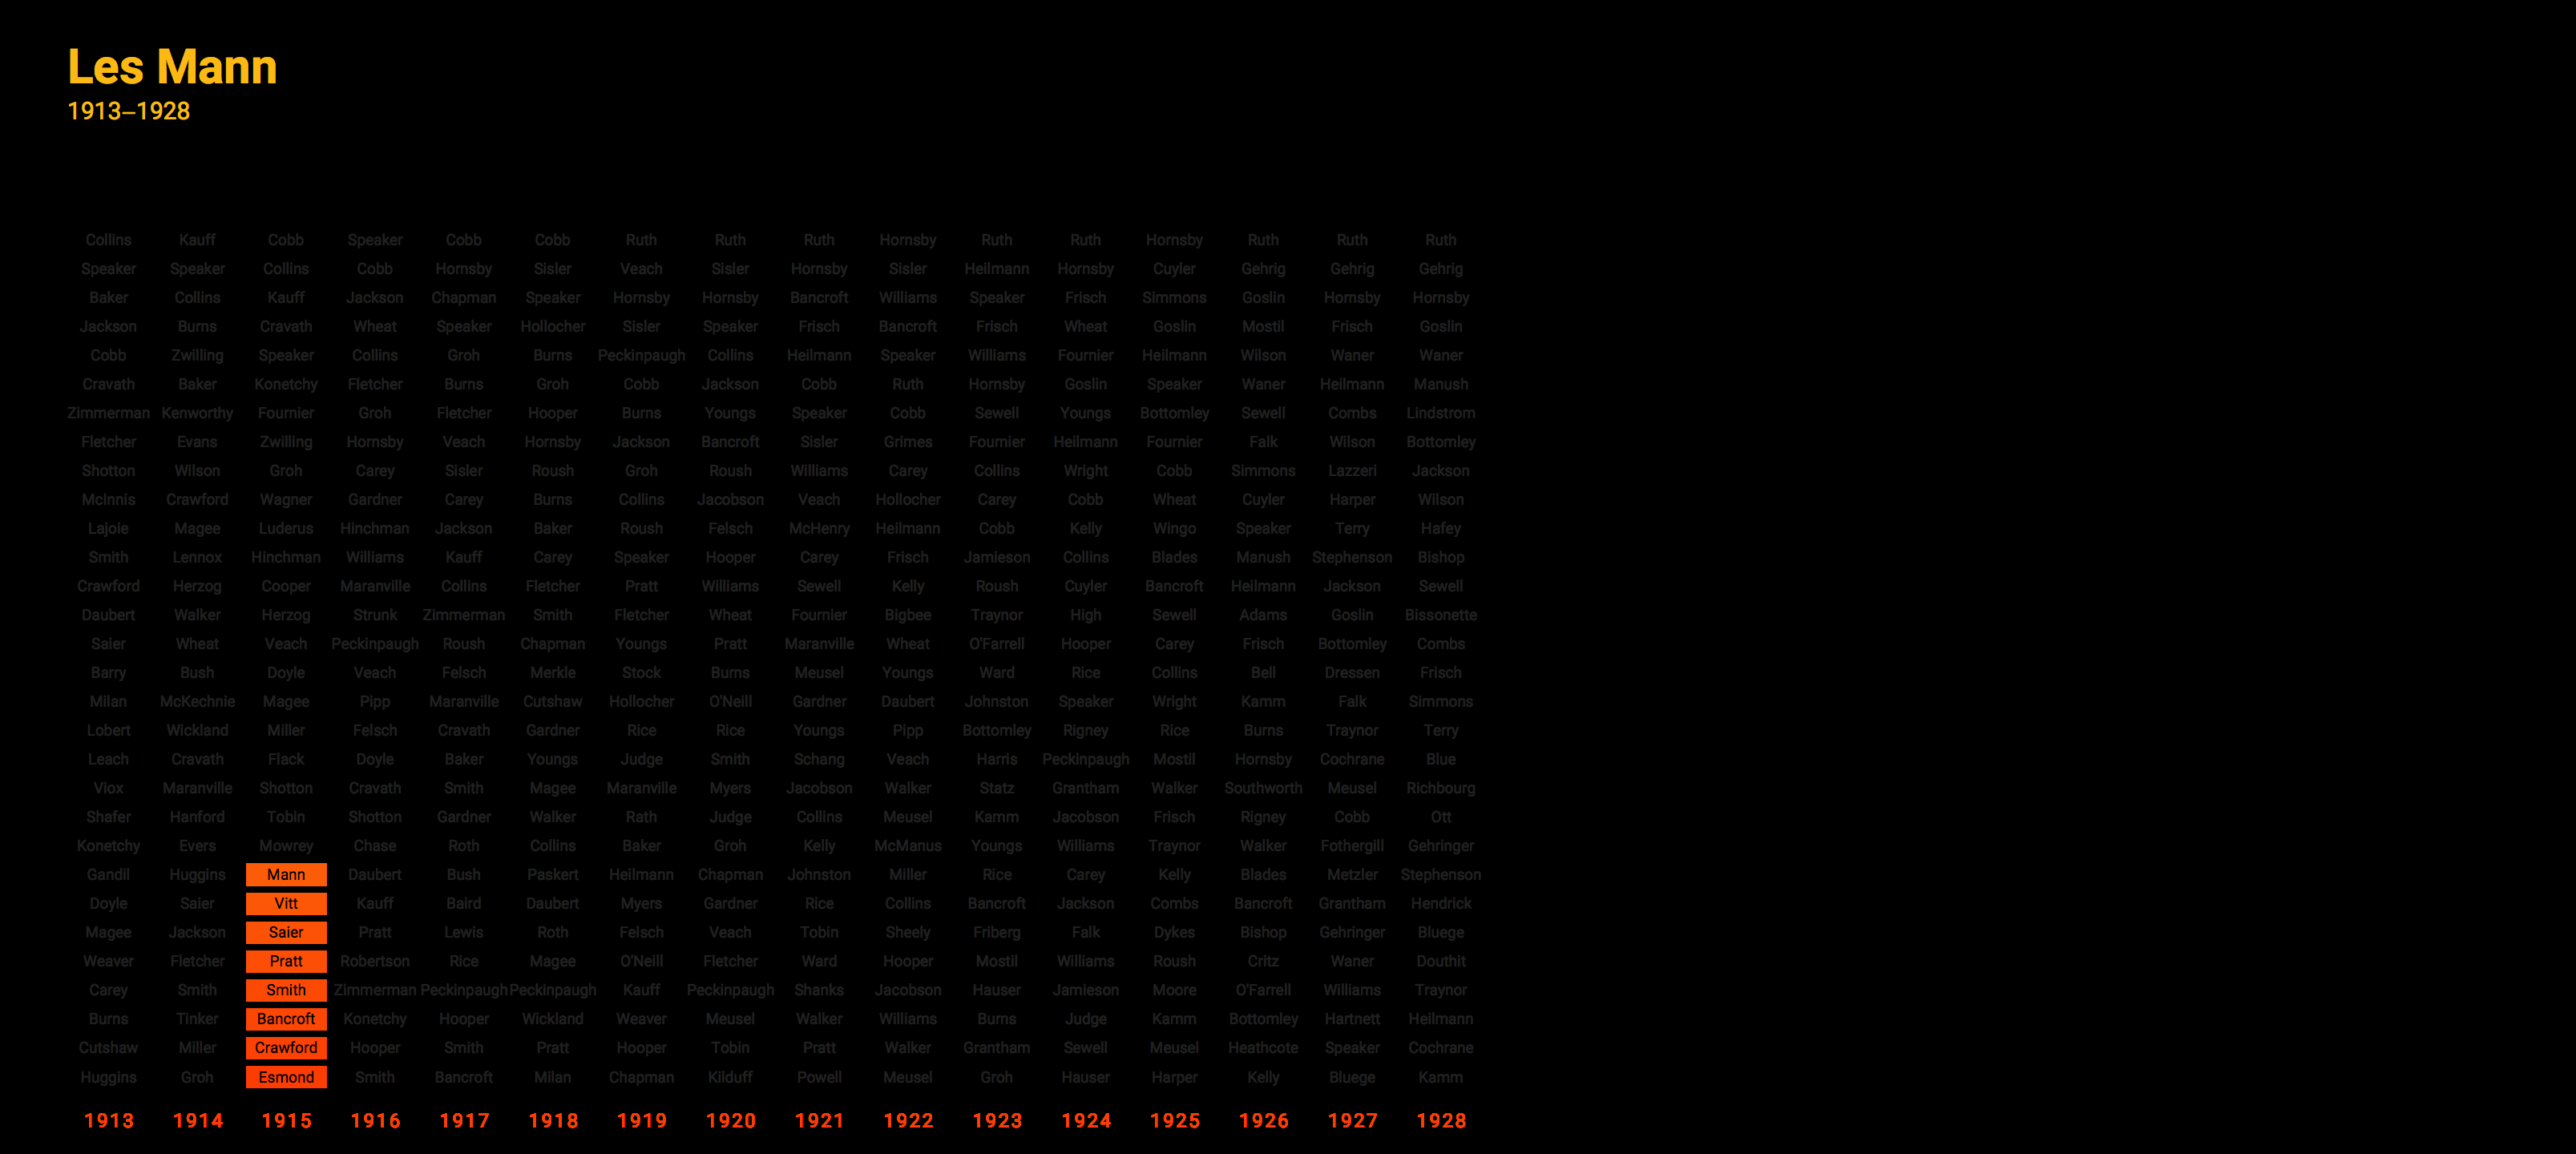 Les Mann
1913–1928
Collins Kauff Cobb Speaker Cobb Cobb Ruth Ruth Ruth Hornsby Ruth Ruth Hornsby Ruth Ruth Ruth
Speaker Speaker Collins Cobb Hornsby Sisler Veach Sisler Hornsby Sisler Heilmann Hornsby Cuyler Gehrig Gehrig Gehrig
Baker Collins Kauff Jackson Chapman Speaker Hornsby Hornsby Bancroft Williams Speaker Frisch Simmons Goslin Hornsby Hornsby
Jackson Burns Cravath Wheat Speaker Hollocher Sisler Speaker Frisch Bancroft Frisch Wheat Goslin Mostil Frisch Goslin
Cobb Zwilling Speaker Collins Groh Burns Peckinpaugh Collins Heilmann Speaker Williams Fournier Heilmann Wilson Waner Waner
Cravath Baker Konetchy Fletcher Burns Groh Cobb Jackson Cobb Ruth Hornsby Goslin Speaker Waner Heilmann Manush
Zimmerman Kenworthy Fournier Groh Fletcher Hooper Burns Youngs Speaker Cobb Sewell Youngs Bottomley Sewell Combs Lindstrom
Fletcher Evans Zwilling Hornsby Veach Hornsby Jackson Bancroft Sisler Grimes Fournier Heilmann Fournier Falk Wilson Bottomley
Shotton Wilson Groh Carey Sisler Roush Groh Roush Williams Carey Collins Wright Cobb Simmons Lazzeri Jackson
McInnis Crawford Wagner Gardner Carey Burns Collins Jacobson Veach Hollocher Carey Cobb Wheat Cuyler Harper Wilson
Lajoie Magee Luderus Hinchman Jackson Baker Roush Felsch McHenry Heilmann Cobb Kelly Wingo Speaker Terry Hafey
Smith Lennox Hinchman Williams Kauff Carey Speaker Hooper Carey Frisch Jamieson Collins Blades Manush Stephenson Bishop
Crawford Herzog Cooper Maranville Collins Fletcher Pratt Williams Sewell Kelly Roush Cuyler Bancroft Heilmann Jackson Sewell
Daubert Walker Herzog Strunk Zimmerman Smith Fletcher Wheat Fournier Bigbee Traynor High Sewell Adams Goslin Bissonette
Saier Wheat Veach Peckinpaugh Roush Chapman Youngs Pratt Maranville Wheat O'Farrell Hooper Carey Frisch Bottomley Combs
Barry Bush Doyle Veach Felsch Merkle Stock Burns Meusel Youngs Ward Rice Collins Bell Dressen Frisch
Milan McKechnie Magee Pipp Maranville Cutshaw Hollocher O'Neill Gardner Daubert Johnston Speaker Wright Kamm Falk Simmons
Lobert Wickland Miller Felsch Cravath Gardner Rice Rice Youngs Pipp Bottomley Rigney Rice Burns Traynor Terry
Leach Cravath Flack Doyle Baker Youngs Judge Smith Schang Veach Harris Peckinpaugh Mostil Hornsby Cochrane Blue
Viox Maranville Shotton Cravath Smith Magee Maranville Myers Jacobson Walker Statz Grantham Walker Southworth Meusel Richbourg
Shafer Hanford Tobin Shotton Gardner Walker Rath Judge Collins Meusel Kamm Jacobson Frisch Rigney Cobb Ott
Konetchy Evers Mowrey Chase Roth Collins Baker Groh Kelly McManus Youngs Williams Traynor Walker Fothergill Gehringer
Gandil Huggins Mann Daubert Bush Paskert Heilmann Chapman Johnston Miller Rice Carey Kelly Blades Metzler Stephenson
Doyle Saier Vitt Kauff Baird Daubert Myers Gardner Rice Collins Bancroft Jackson Combs Bancroft Grantham Hendrick
Magee Jackson Saier Pratt Lewis Roth Felsch Veach Tobin Sheely Friberg Falk Dykes Bishop Gehringer Bluege
Weaver Fletcher Pratt Robertson Rice Magee O'Neill Fletcher Ward Hooper Mostil Williams Roush Critz Waner Douthit
Carey Smith Smith Zimmerman Peckinpaugh Peckinpaugh Kauff Peckinpaugh Shanks Jacobson Hauser Jamieson Moore O'Farrell Williams Traynor
Burns Tinker Bancroft Konetchy Hooper Wickland Weaver Meusel Walker Williams Burns Judge Kamm Bottomley Hartnett Heilmann
Cutshaw Miller Crawford Hooper Smith Pratt Hooper Tobin Pratt Walker Grantham Sewell Meusel Heathcote Speaker Cochrane
Huggins Groh Esmond Smith Bancroft Milan Chapman Kilduff Powell Meusel Groh Hauser Harper Kelly Bluege Kamm
1913 1914 1915 1916 1917 1918 1919 1920 1921 1922 1923 1924 1925 1926 1927 1928